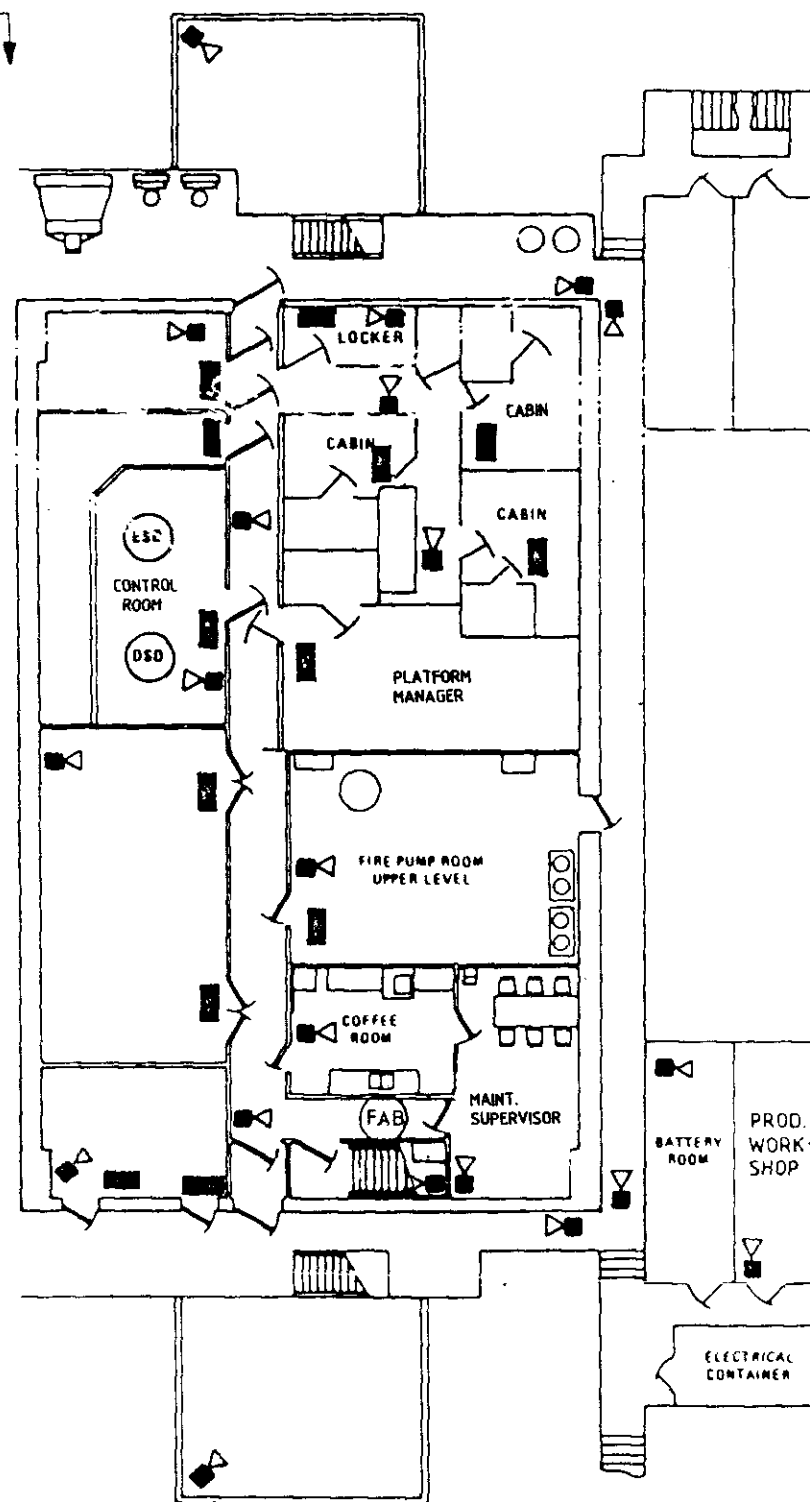 LOCKER
CABIN
CABIN
CABIN
ESD
CONTROL
ROOM
DSD
PLATFORM
MANAGER
FIRE PUMP ROOM
UPPER LEVEL
COFFEE
ROOM
FAB
MAINT.
SUPERVISOR
BATTERY
ROOM
PROD.
WORK-
SHOP
ELECTRICAL
CONTAINER